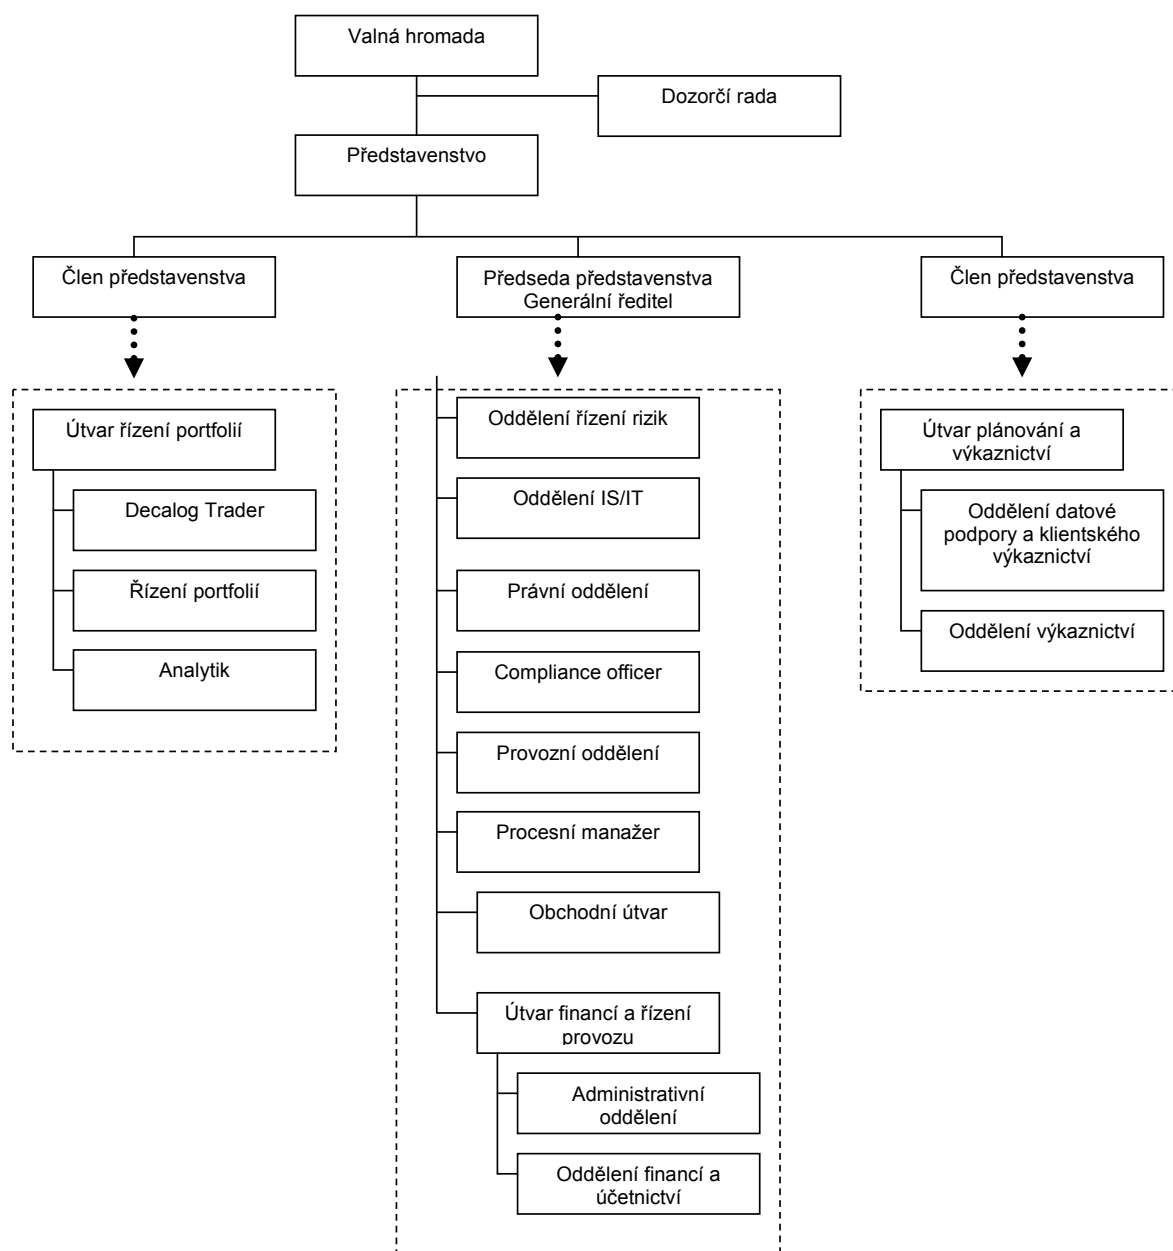 Valná hromada
Dozorčí rada
Představenstvo
Člen představenstva
Předseda představenstva
Generální ředitel
Člen představenstva
Útvar řízení portfolií
Decalog Trader
Řízení portfolií
Analytik
Oddělení řízení rizik
Oddělení IS/IT
Právní oddělení
Compliance officer
Provozní oddělení
Procesní manažer
Obchodní útvar
Útvar financí a řízení
provozu
Administrativní
oddělení
Oddělení financí a
účetnictví
Útvar plánování a
výkaznictví
Oddělení datové
podpory a klientského
výkaznictví
Oddělení výkaznictví